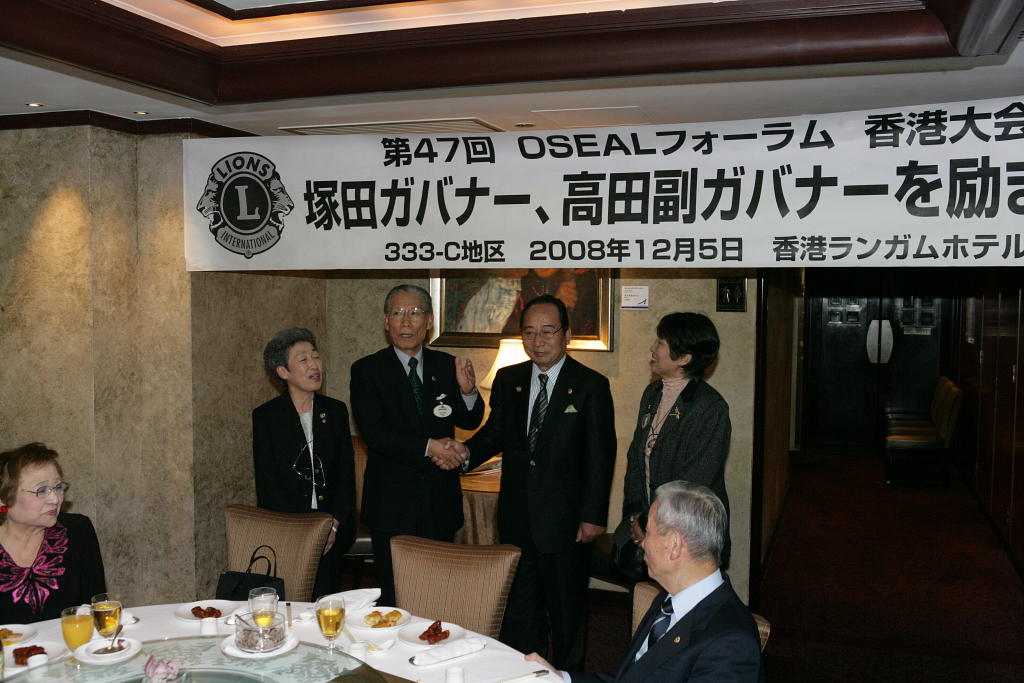 第47回 OSEALフォーラム 香港大会
LIONS
L
INTERNATIONAL
塚田ガバナー、高田副ガバナーを励ま
333-C地区 2008年12月5日 香港ランガムホテル